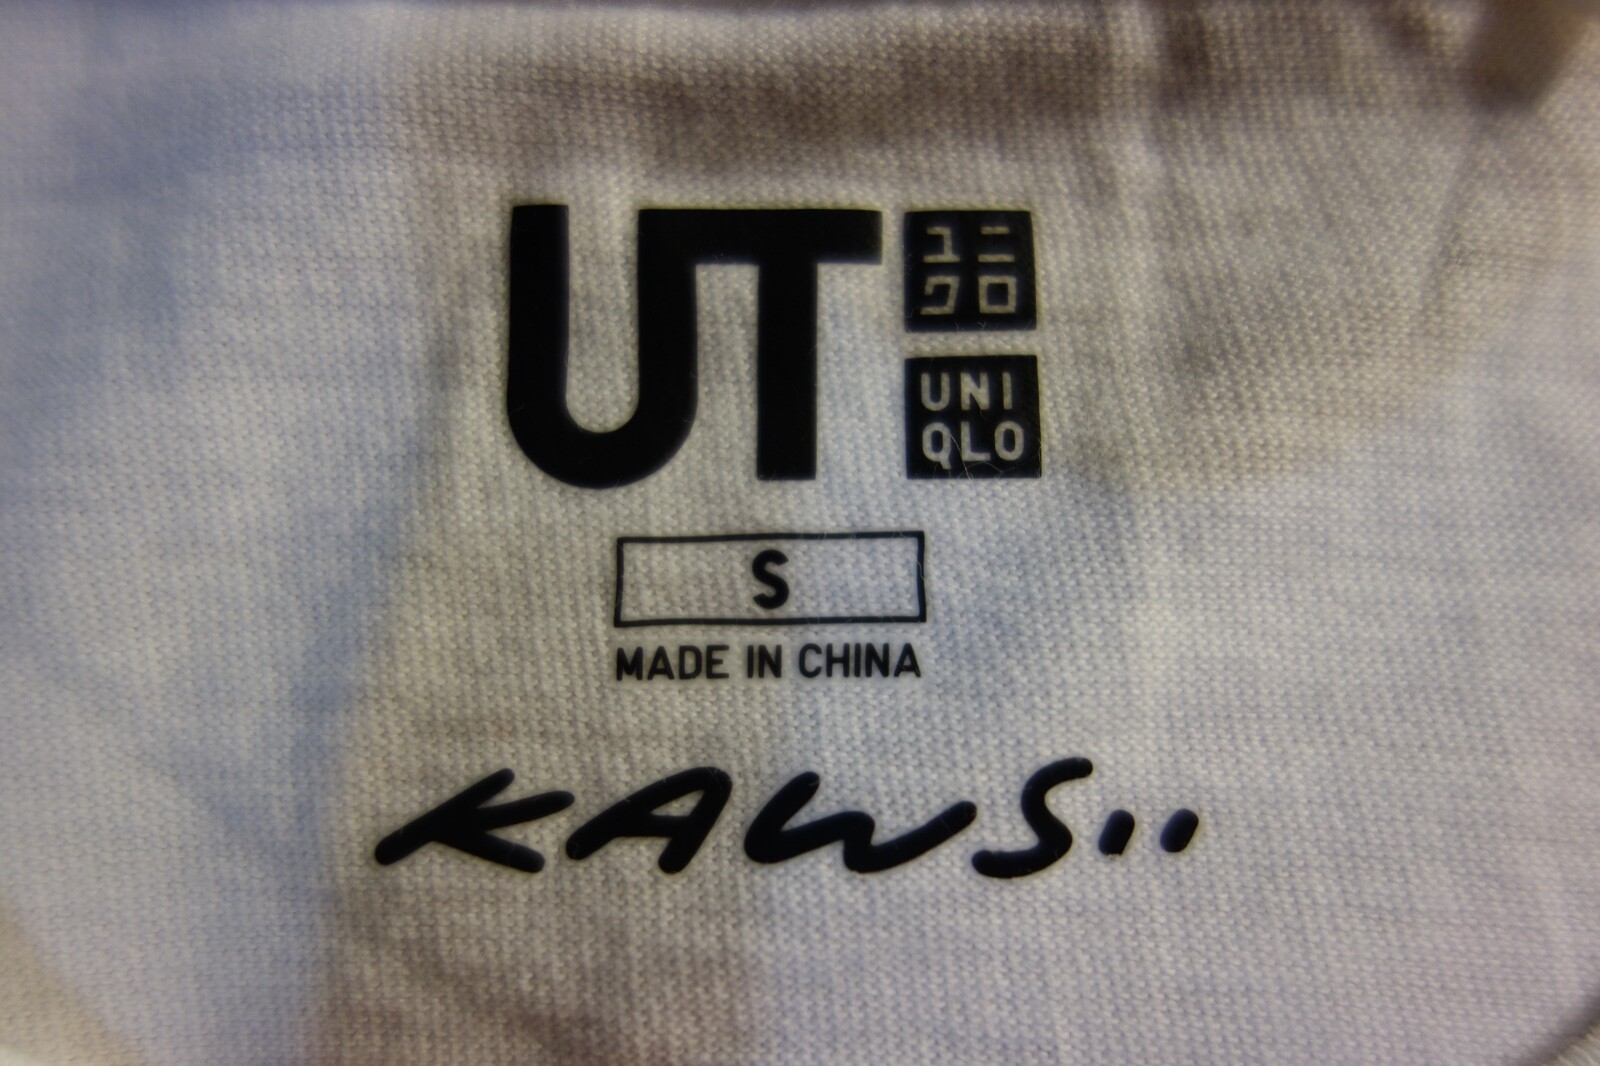 UT
ユニ
クロ
UNI
QLO
S
MADE IN CHINA
KAWS..